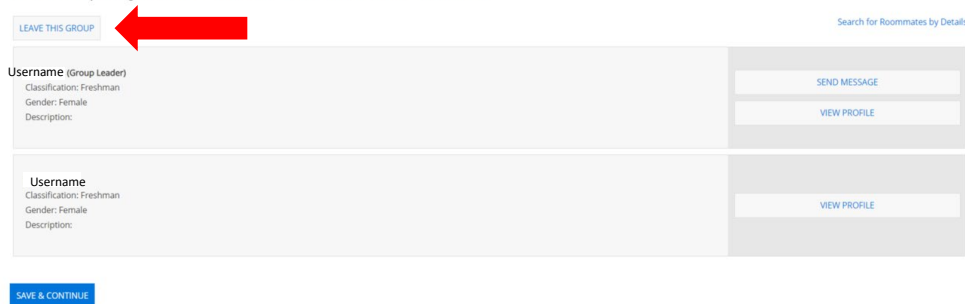 LEAVE THIS GROUP
Search for Roommates by Details
Username (Group Leader)
Classification: Freshman
Gender: Female
Description:
SEND MESSAGE
VIEW PROFILE
Username
Classification: Freshman
Gender: Female
Description:
VIEW PROFILE
SAVE & CONTINUE